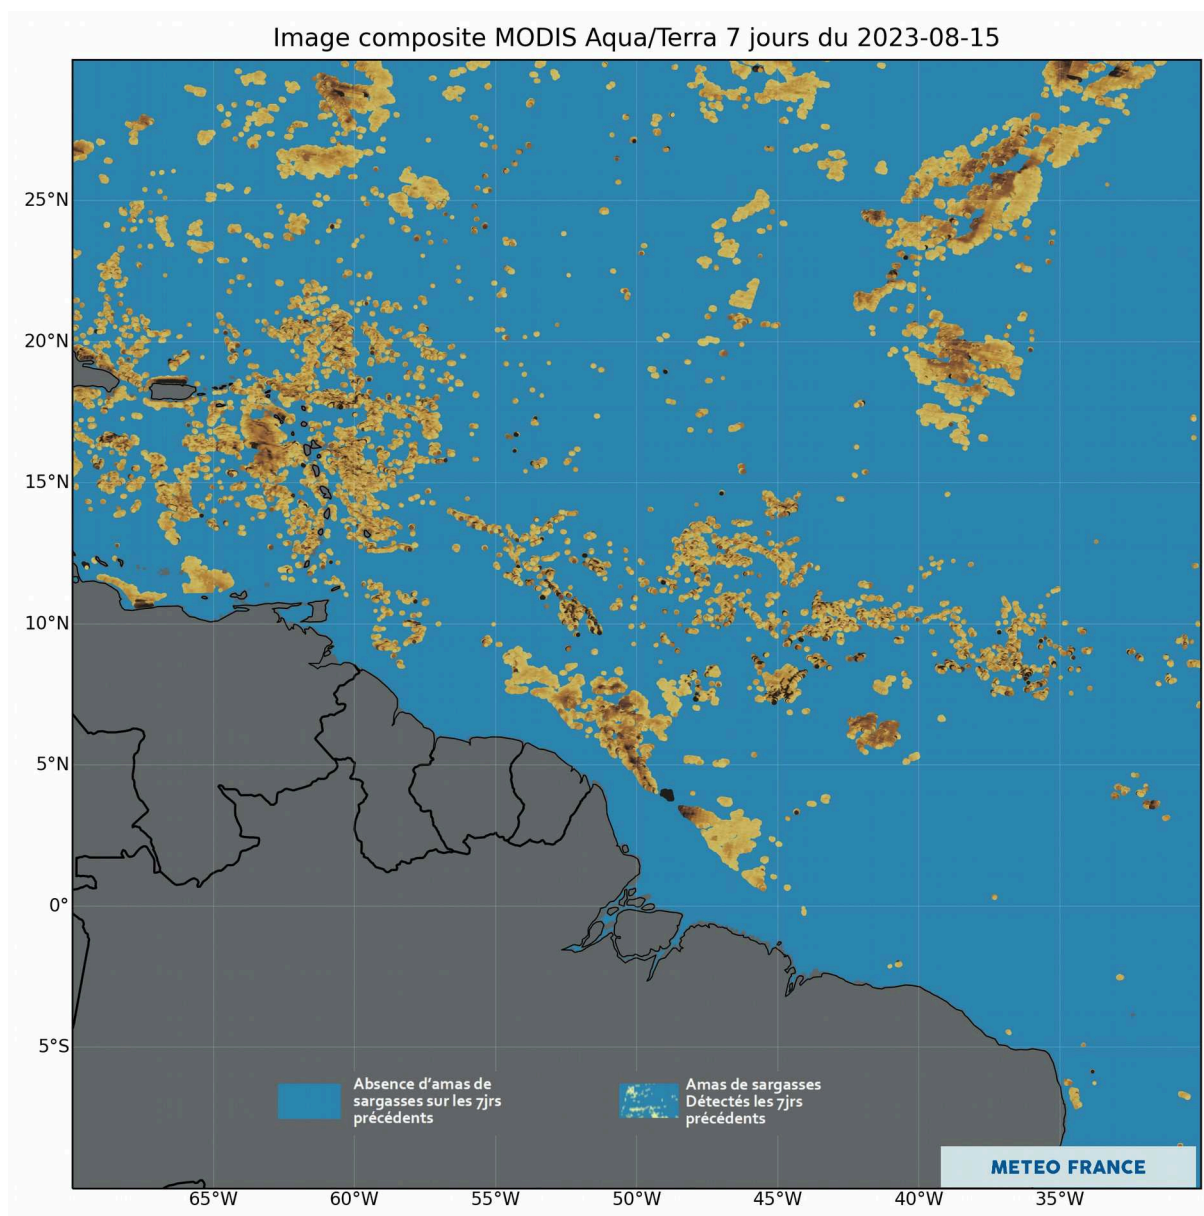 Image composite MODIS Aqua/Terra 7 jours du 2023-08-15
25°N
20°N
15°N
10°N
5°N
0°
5°S
Absence d'amas de
sargasses sur les 7jrs
précédents
Amas de sargasses
Détectés les 7jrs
précédents
METEO FRANCE
65°W
60°W
55°W
50°W
45°W
40°W
35°W